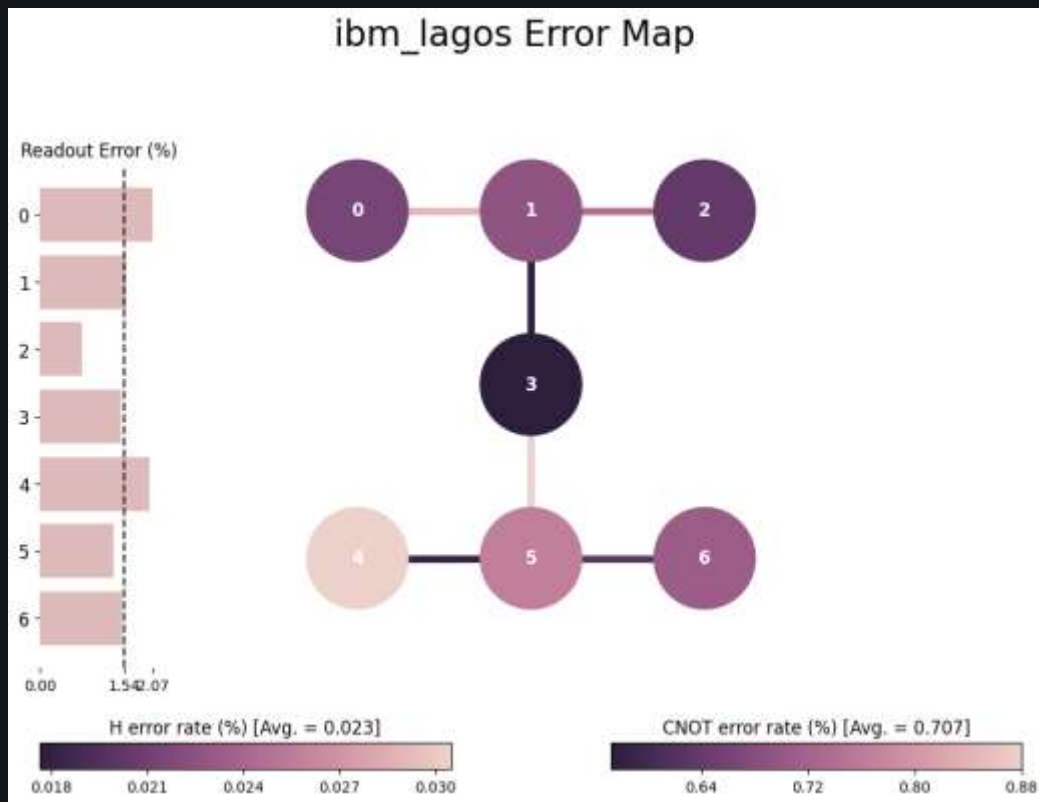 ibm_lagos Error Map
Readout Error (%)
0
1
2
3
4
5
6
0.00 1.54 2.07
0 1 2
3
4 5 6
H error rate (%) [Avg. = 0.023]
0.018 0.021 0.024 0.027 0.030
CNOT error rate (%) [Avg. = 0.707]
0.64 0.72 0.80 0.88